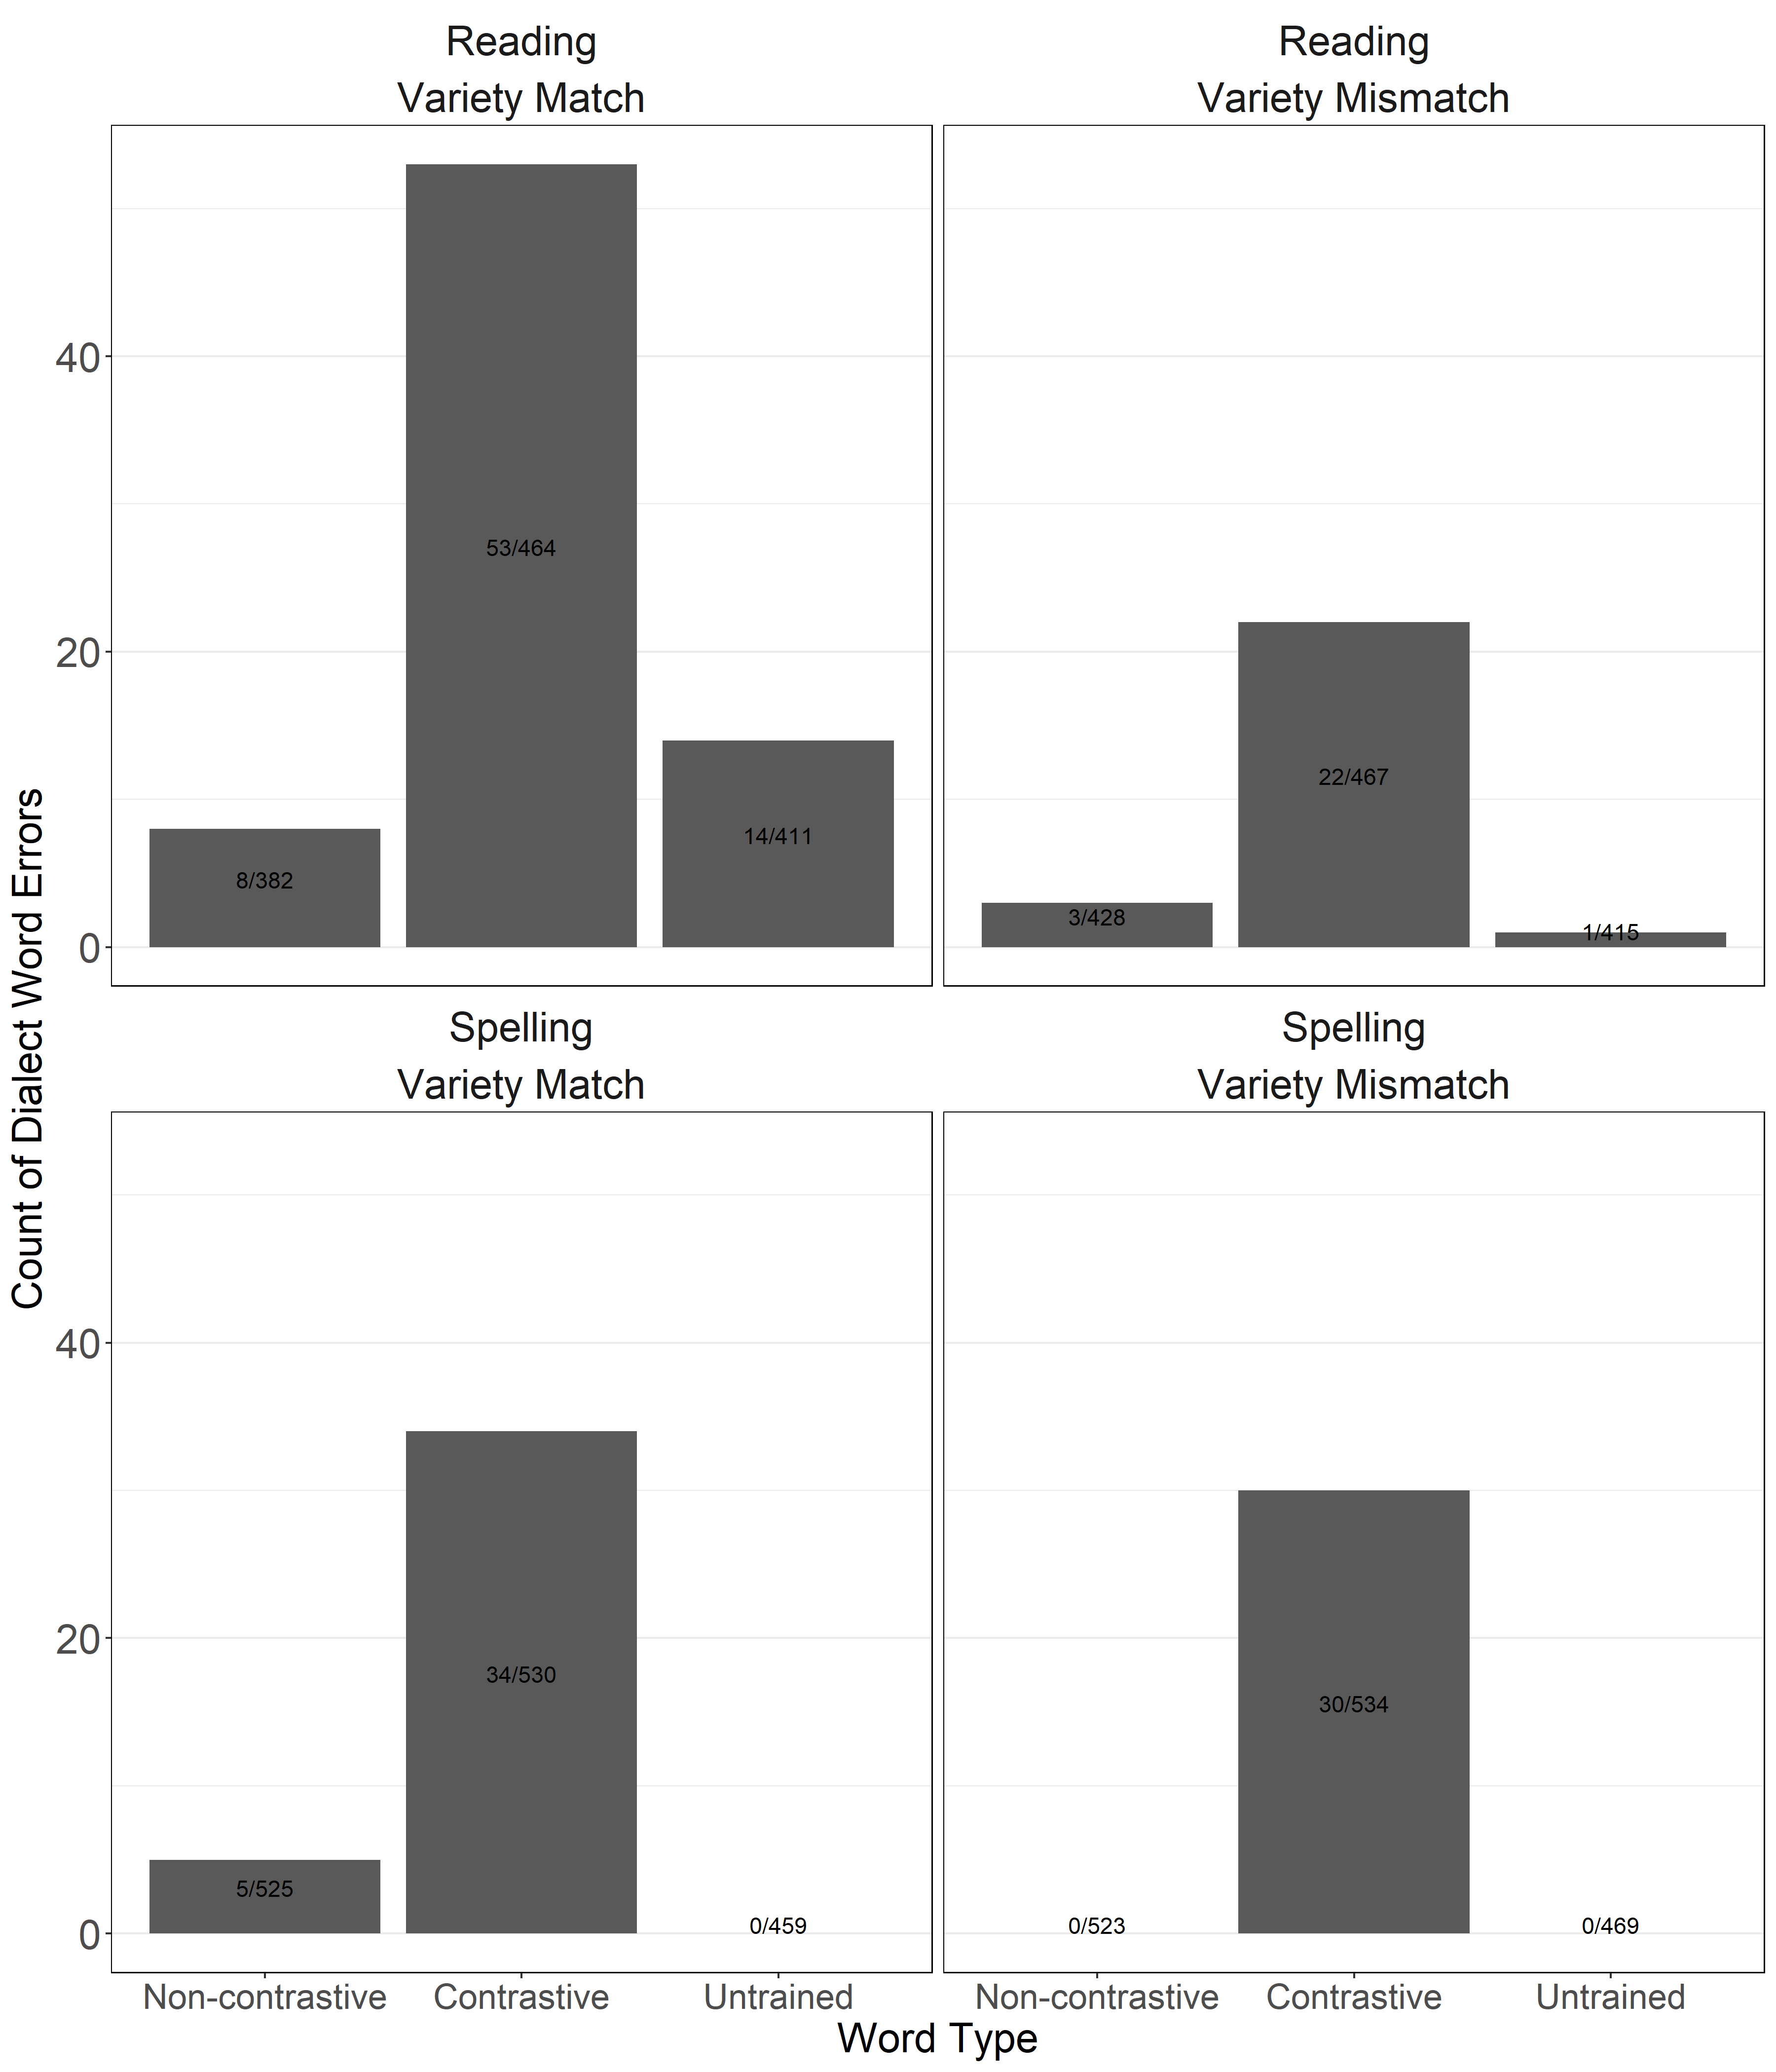 Reading
Variety Match
Reading
Variety Mismatch
Count of Dialect Word Errors
40
20
0
8/382
53/464
14/411
3/428
22/467
1/415
Spelling
Variety Match
Spelling
Variety Mismatch
40
20
0
5/525
34/530
0/459
0/523
30/534
0/469
Non-contrastive
Contrastive
Untrained
Non-contrastive
Contrastive
Untrained
Word Type